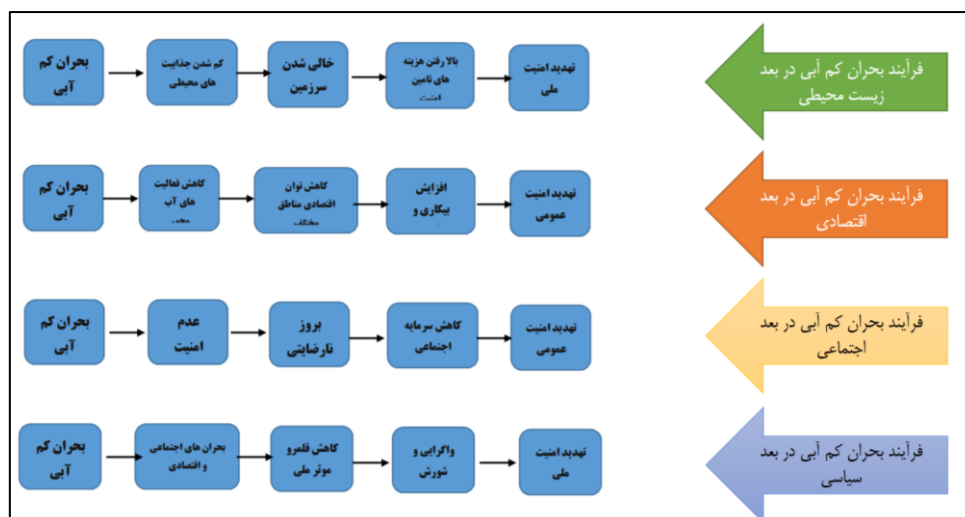 فرآیند بحران کم آبی در بعد
زیست محیطی
بحران کم
آبی
کم شدن جذابیت
های محیطی
خالی شدن
سرزمین
بالا رفتن هزینه
های تامین
تهدید امنیت
ملی
فرآیند بحران کم آبی در بعد
اقتصادی
بحران کم
آبی
کاهش فعالیت
های آب
کاهش توان
اقتصادی مناطق
مختلف
افزایش
بیکاری و
تهدید امنیت
عمومی
فرآیند بحران کم آبی در بعد
اجتماعی
بحران کم
آبی
عدم
امنیت
بروز
نارضایتی
کاهش سرمایه
اجتماعی
تهدید امنیت
عمومی
فرآیند بحران کم آبی در بعد
سیاسی
بحران کم
آبی
بحران های اجتماعی
و اقتصادی
کاهش قلمرو
موثر ملی
واگرایی و
شورش
تهدید امنیت
ملی